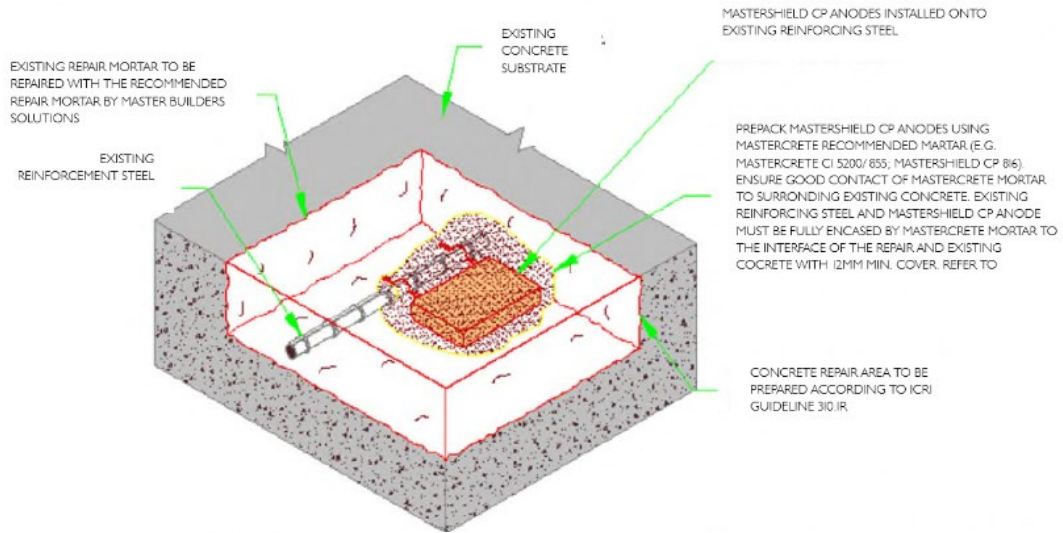 MASTERSHIELD CP ANODES INSTALLED ONTO
EXISTING REINFORCING STEEL
EXISTING
CONCRETE
SUBSTRATE
EXISTING REPAIR MORTAR TO BE
REPAIRED WITH THE RECOMMENDED
REPAIR MORTAR BY MASTER BUILDERS
SOLUTIONS
EXISTING
REINFORCEMENT STEEL
PREPACK MASTERSHIELD CP ANODES USING
MASTERCRETE RECOMMENDED MARTAR (E.G.
MASTERCRETE CI 5200/ 855; MASTERSHIELD CP 816).
ENSURE GOOD CONTACT OF MASTERCRETE MORTAR
TO SURRONDING EXISTING CONCRETE. EXISTING
REINFORCING STEEL AND MASTERSHIELD CP ANODE
MUST BE FULLY ENCASED BY MASTERCRETE MORTAR TO
THE INTERFACE OF THE REPAIR AND EXISTING
COCRETE WITH 12MM MIN. COVER. REFER TO
CONCRETE REPAIR AREA TO BE
PREPARED ACCORDING TO ICRI
GUIDELINE 310.1R